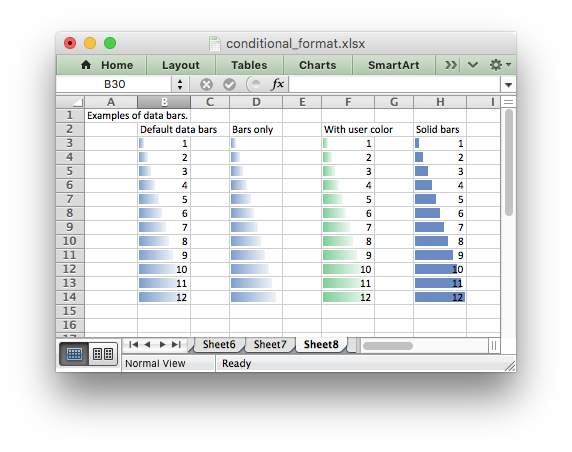 conditional_format.xlsx
Home Layout Tables Charts SmartArt
B30 fx
A B C D E F G H I
1 Examples of data bars.
2 Default data bars Bars only With user color Solid bars
3 1 1 1
4 2 2 2
5 3 3 3
6 4 4 4
7 5 5 5
8 6 6 6
9 7 7 7
10 8 8 8
11 9 9 9
12 10 10 10
13 11 11 11
14 12 12 12
15
16
17
Sheet6 Sheet7 Sheet8
Normal View Ready